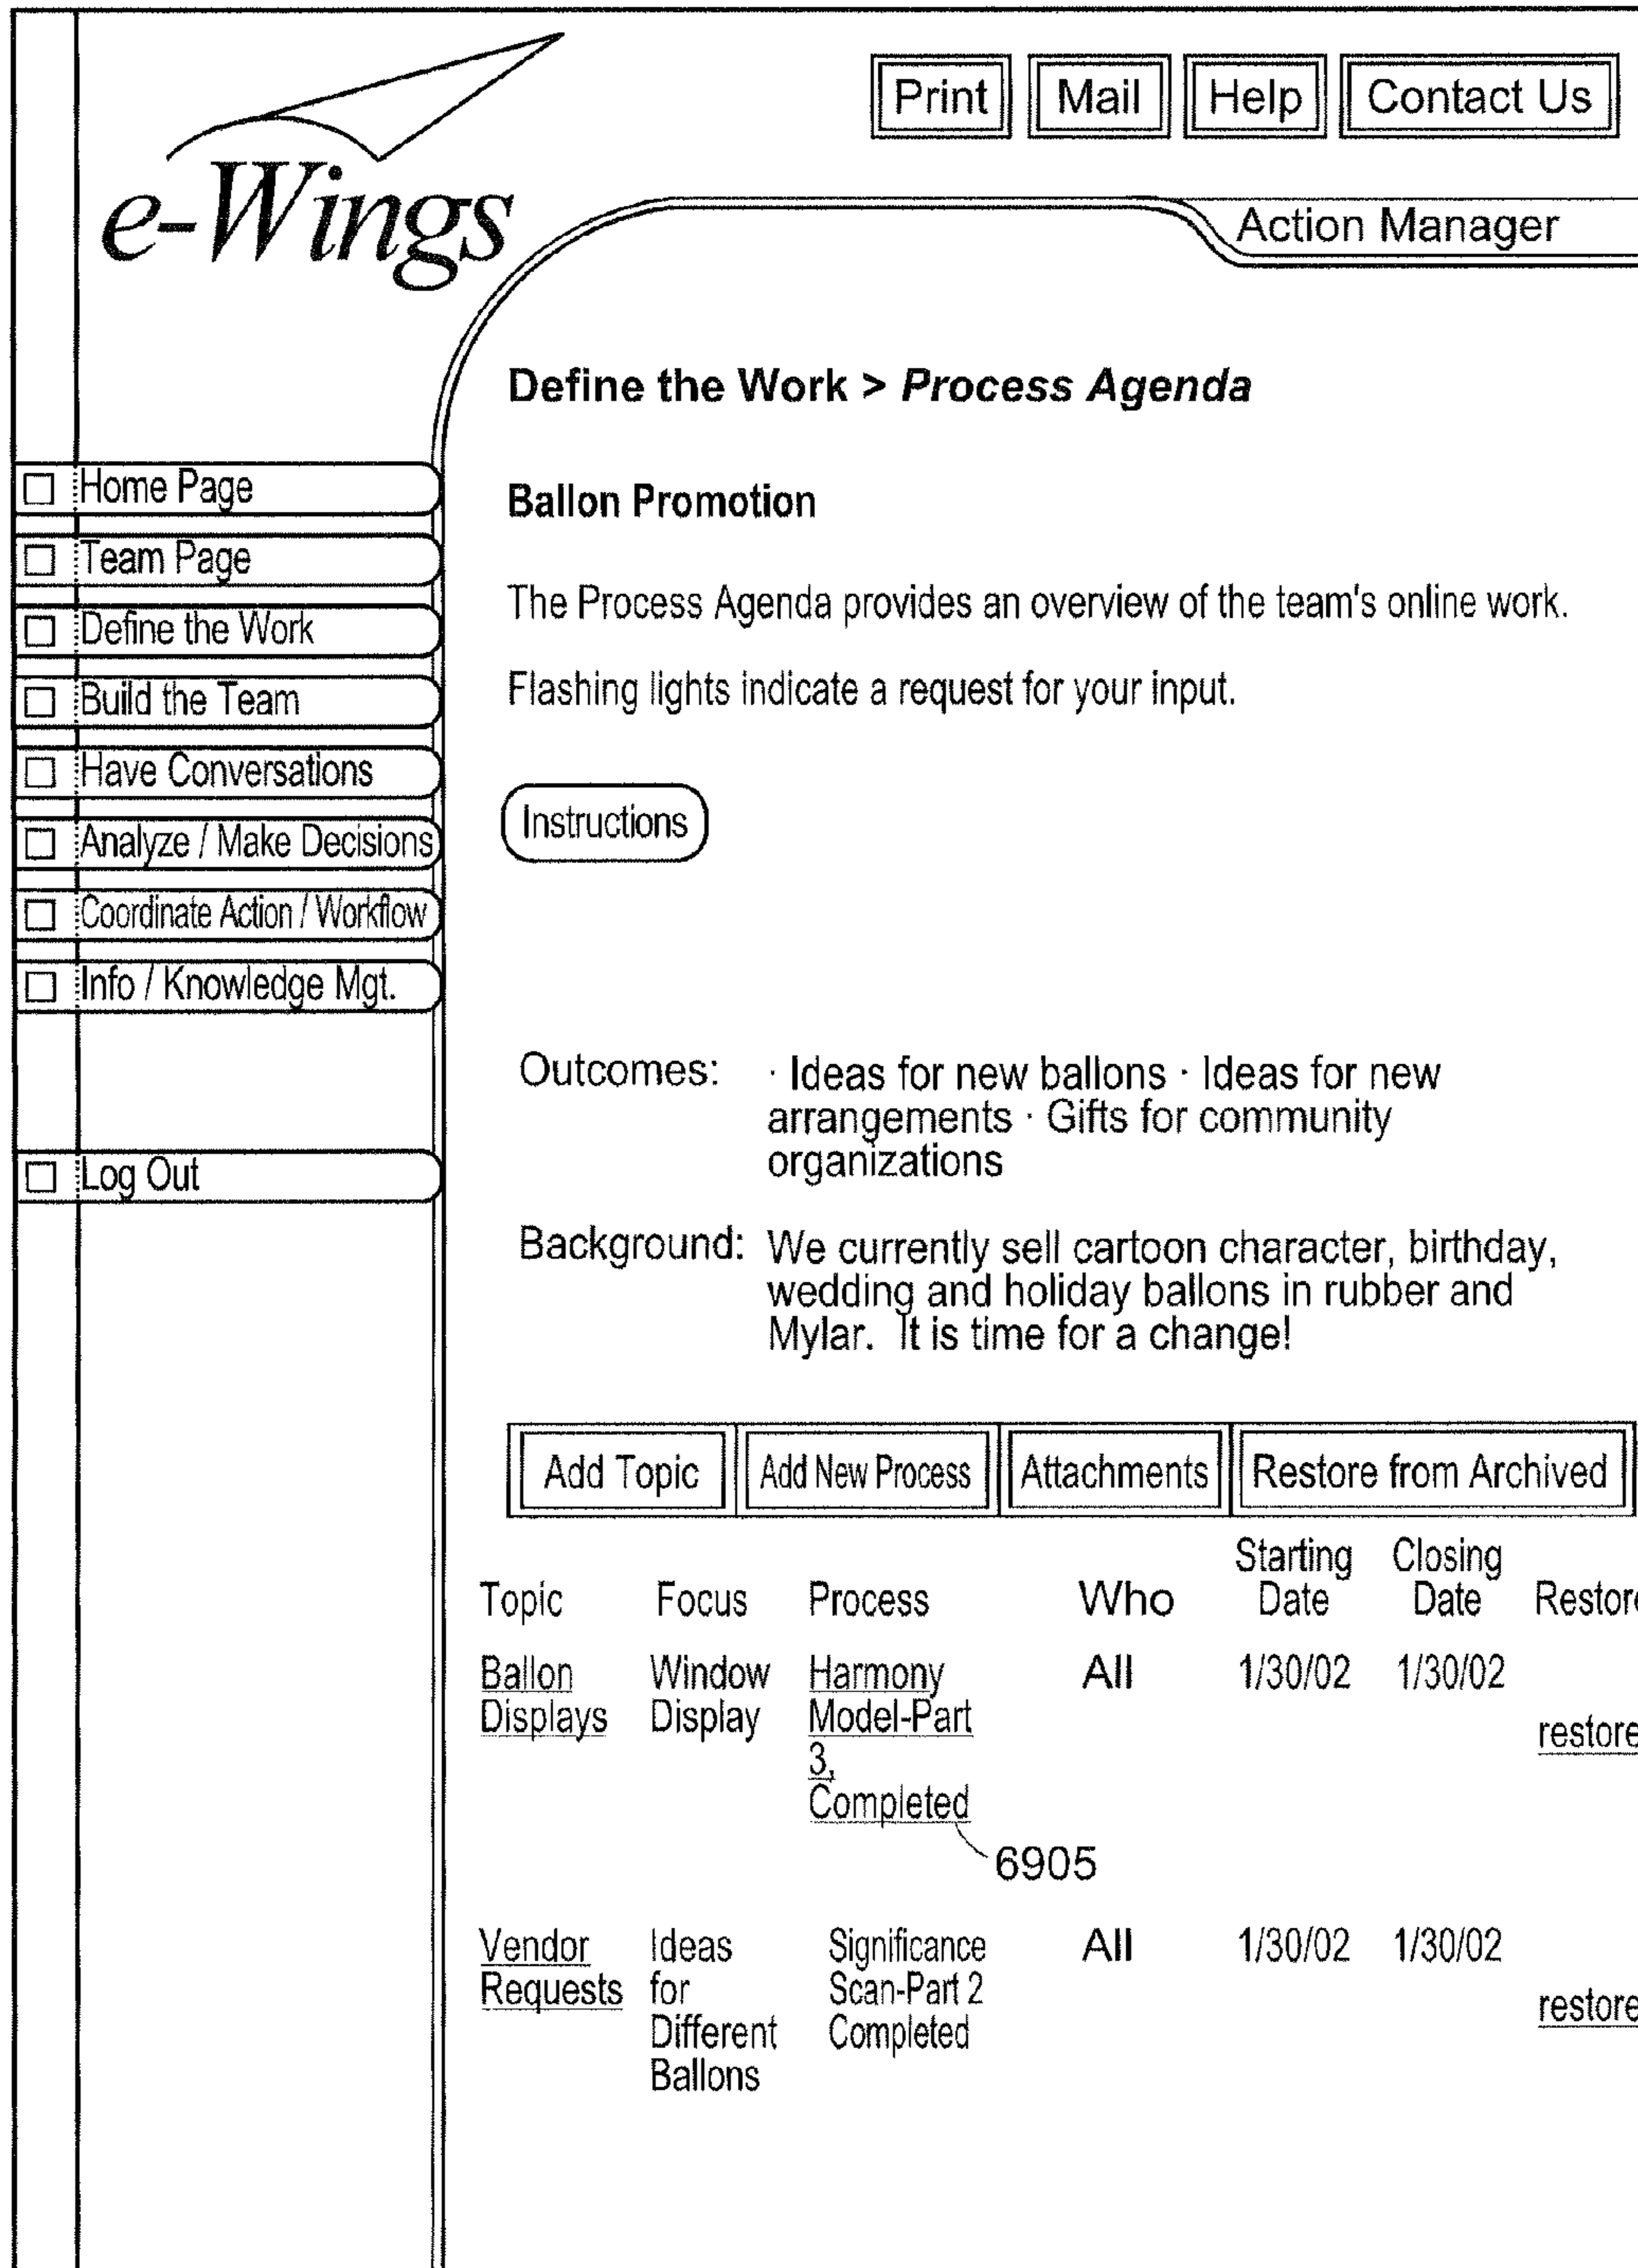 e-Wings
Print Mail Help Contact Us
Action Manager
Define the Work > Process Agenda
Home Page
Team Page
Define the Work
Build the Team
Have Conversations
Analyze / Make Decisions
Coordinate Action / Workflow
Info / Knowledge Mgt.
Log Out
Ballon Promotion
The Process Agenda provides an overview of the team's online work.
Flashing lights indicate a request for your input.
Instructions
Outcomes: · Ideas for new ballons · Ideas for new
arrangements · Gifts for community
organizations
Background: We currently sell cartoon character, birthday,
wedding and holiday ballons in rubber and
Mylar. It is time for a change!
Add Topic Add New Process Attachments Restore from Archived
Starting Closing
Topic Focus Process Who Date Date Restore
Ballon Window Harmony All 1/30/02 1/30/02
Displays Display Model-Part
restore
3,
Completed
6905
Vendor Ideas Significance All 1/30/02 1/30/02
Requests for Scan-Part 2
restore
Different Completed
Ballons